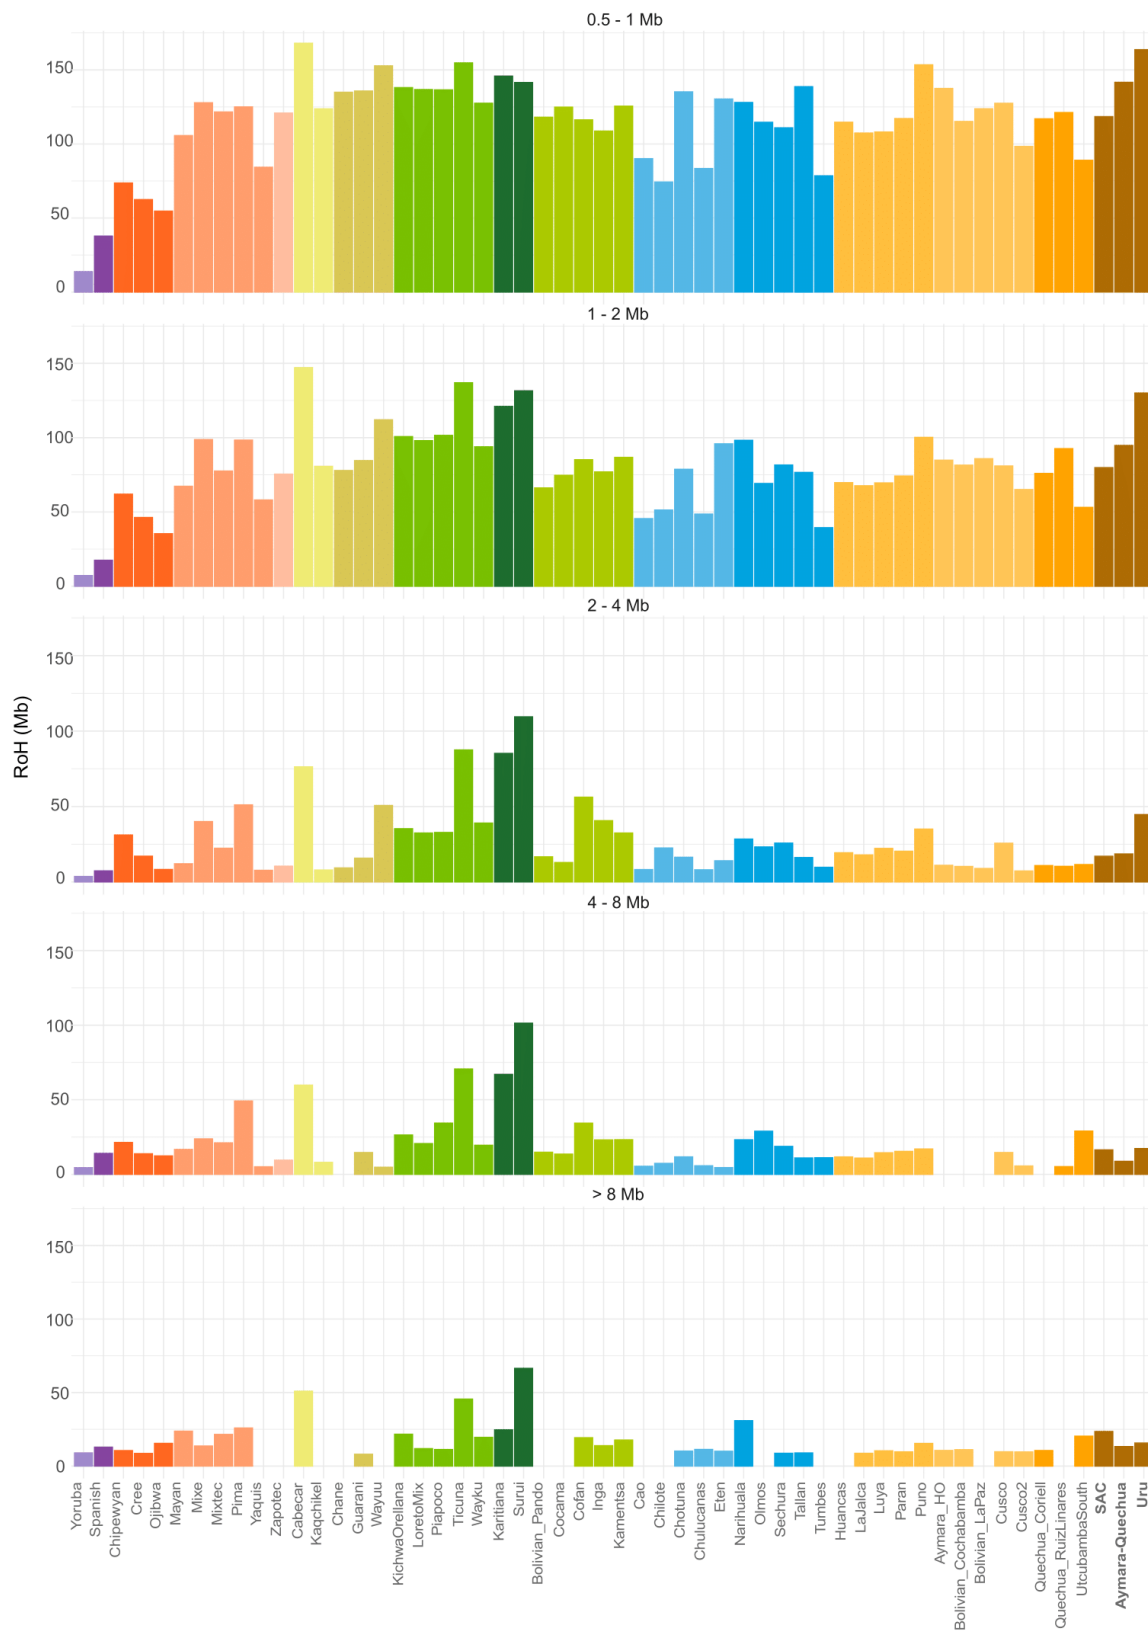 0.5 - 1 Mb
150
100
50
0
1 - 2 Mb
150
100
50
0
2 - 4 Mb
150
100
50
0
4 - 8 Mb
150
100
50
0
> 8 Mb
150
100
50
0
RoH (Mb)
Yoruba
Spanish
Chipewyan
Cree
Ojibwa
Mayan
Mixe
Mixtec
Pima
Yaquis
Zapotec
Cabecar
Kaqchikel
Chane
Guarani
Wayuu
KichwaOrellana
LoretoMix
Piapoco
Ticuna
Wayku
Karitiana
Surui
Bolivian_Pando
Cocama
Cofan
Inga
Kamentsa
Cao
Chilote
Chotuna
Chulucanas
Eten
Narihuala
Olmos
Sechura
Tallan
Tumbes
Huancas
LaJalca
Luya
Paran
Puno
Aymara_HO
Bolivian_Cochabamba
Bolivian_LaPaz
Cusco
Cusco2
Quechua_Coriell
Quechua_RuizLinares
UtcubambaSouth
SAC
Aymara-Quechua
Uru